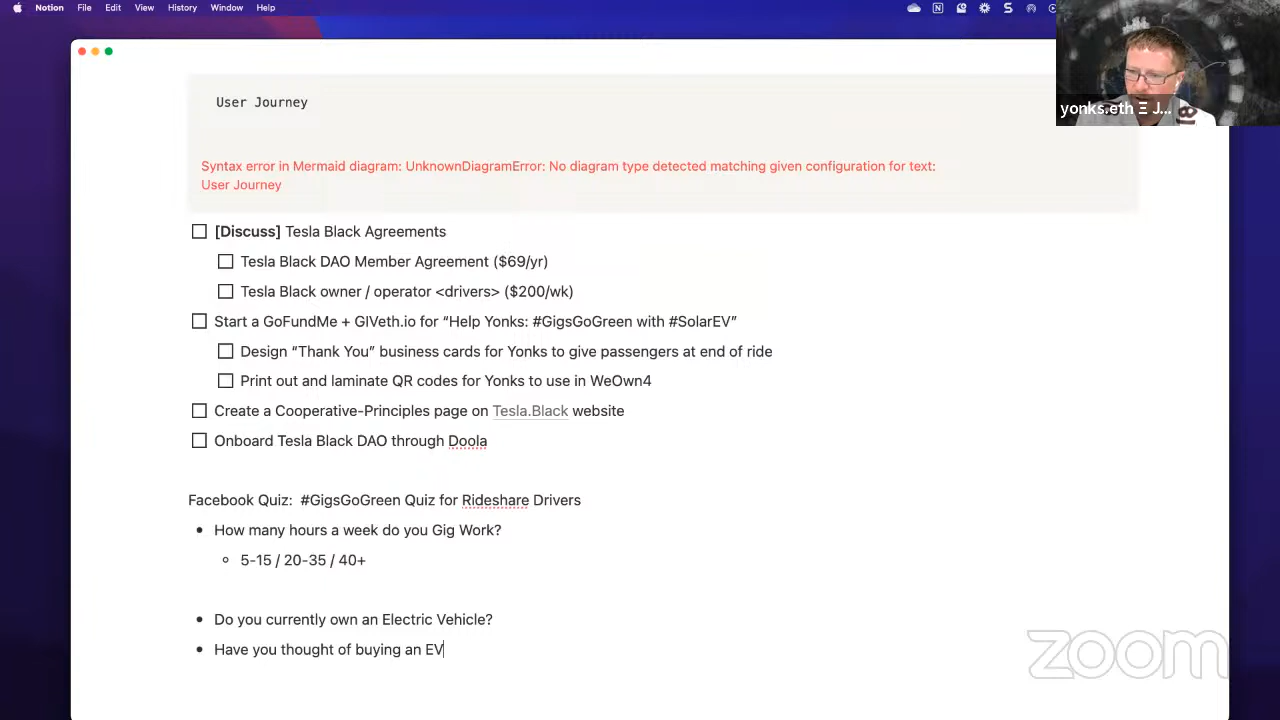 Notion File Edit View History Window Help
yonks.eth Ξ J...
User Journey
Syntax error in Mermaid diagram: UnknownDiagramError: No diagram type detected matching given configuration for text:
User Journey
[Discuss] Tesla Black Agreements
Tesla Black DAO Member Agreement ($69/yr)
Tesla Black owner / operator <drivers> ($200/wk)
Start a GoFundMe + GIVeth.io for “Help Yonks: #GigsGoGreen with #SolarEV”
Design “Thank You” business cards for Yonks to give passengers at end of ride
Print out and laminate QR codes for Yonks to use in WeOwn4
Create a Cooperative-Principles page on Tesla.Black website
Onboard Tesla Black DAO through Doola
Facebook Quiz: #GigsGoGreen Quiz for Rideshare Drivers
How many hours a week do you Gig Work?
5-15 / 20-35 / 40+
Do you currently own an Electric Vehicle?
Have you thought of buying an EV
zoom